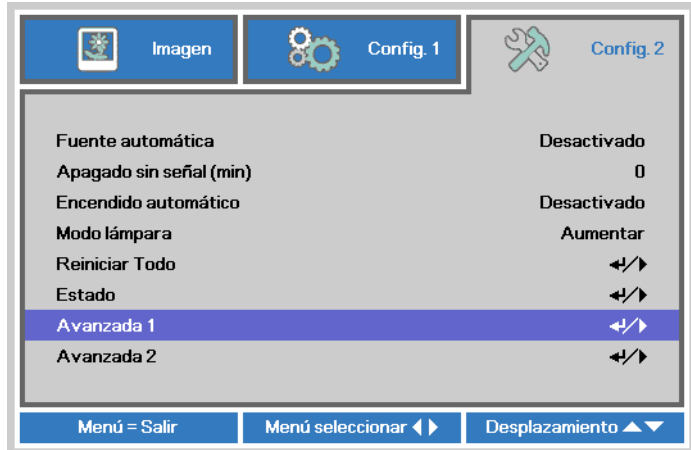 Imagen Config. 1 Config. 2
Fuente automática Desactivado
Apagado sin señal (min) 0
Encendido automático Desactivado
Modo lámpara Aumentar
Reiniciar Todo ↵/▶
Estado ↵/▶
Avanzada 1 ↵/▶
Avanzada 2 ↵/▶
Menú = Salir Menú seleccionar ◀▶ Desplazamiento ▲▼